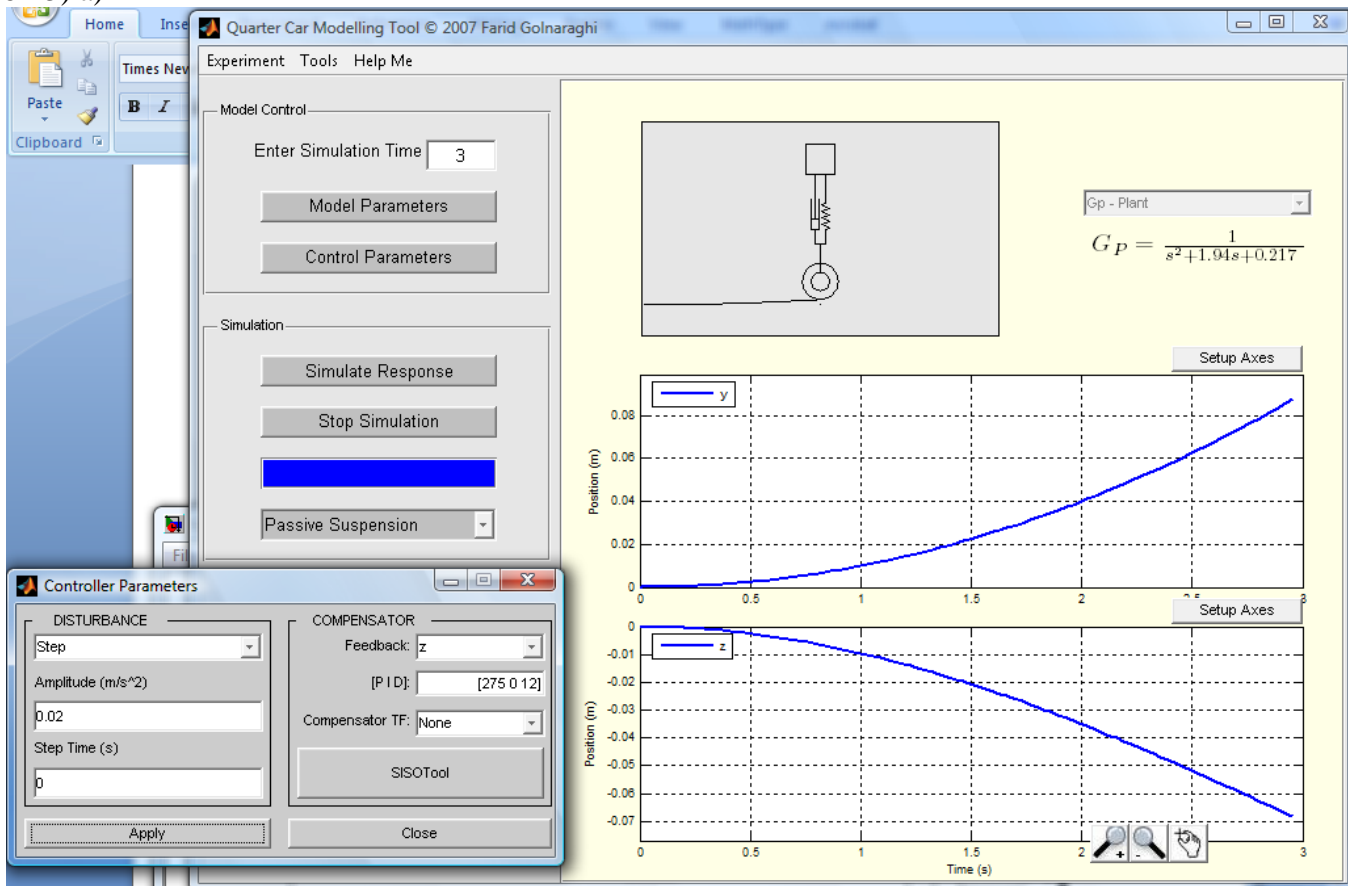 Home Inse
Quarter Car Modelling Tool © 2007 Farid Golnaraghi
Experiment Tools Help Me
Paste
Times New
B I
Clipboard
Model Control
Enter Simulation Time 3
Model Parameters
Control Parameters
Simulation
Simulate Response
Stop Simulation
Passive Suspension
Gp - Plant
G_P = 1 / (s²+1.94s+0.217)
Setup Axes
y
0.08
0.06
0.04
0.02
0
Position (m)
0 0.5 1 1.5 2 3
Setup Axes
z
0
-0.01
-0.02
-0.03
-0.04
-0.05
-0.06
-0.07
Position (m)
0 0.5 1 1.5 2 3
Time (s)
Fil
Controller Parameters
DISTURBANCE
Step
Amplitude (m/s^2)
0.02
Step Time (s)
0
Apply
COMPENSATOR
Feedback: z
[P I D]: [275 0 12]
Compensator TF: None
SISOTool
Close